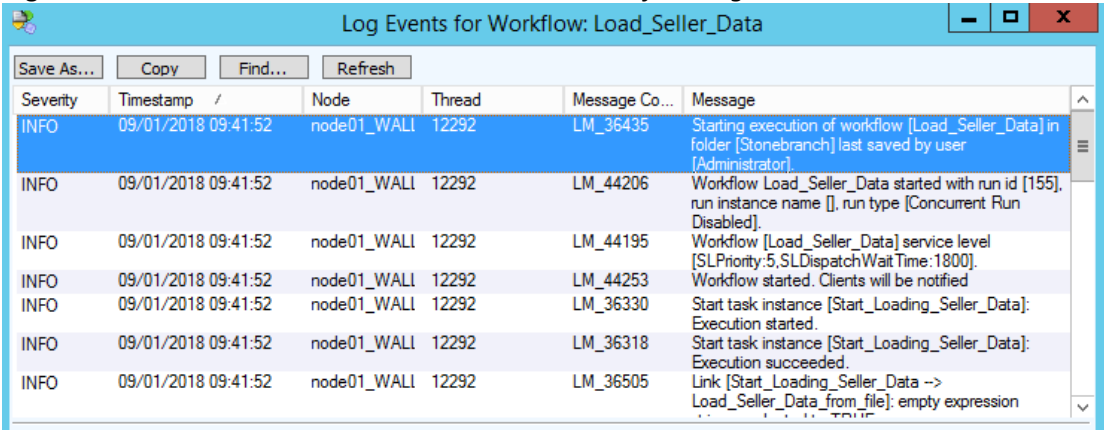 Log Events for Workflow: Load_Seller_Data
Save As... Copy Find... Refresh
Severity Timestamp / Node Thread Message Co... Message
INFO 09/01/2018 09:41:52 node01_WALL 12292 LM_36435 Starting execution of workflow [Load_Seller_Data] in
folder [Stonebranch] last saved by user
[Administrator].
INFO 09/01/2018 09:41:52 node01_WALL 12292 LM_44206 Workflow Load_Seller_Data started with run id [155],
run instance name [], run type [Concurrent Run
Disabled].
INFO 09/01/2018 09:41:52 node01_WALL 12292 LM_44195 Workflow [Load_Seller_Data] service level
[SLPriority:5,SLDispatchWaitTime:1800].
INFO 09/01/2018 09:41:52 node01_WALL 12292 LM_44253 Workflow started. Clients will be notified
INFO 09/01/2018 09:41:52 node01_WALL 12292 LM_36330 Start task instance [Start_Loading_Seller_Data]:
Execution started.
INFO 09/01/2018 09:41:52 node01_WALL 12292 LM_36318 Start task instance [Start_Loading_Seller_Data]:
Execution succeeded.
INFO 09/01/2018 09:41:52 node01_WALL 12292 LM_36505 Link [Start_Loading_Seller_Data -->
Load_Seller_Data_from_file]: empty expression